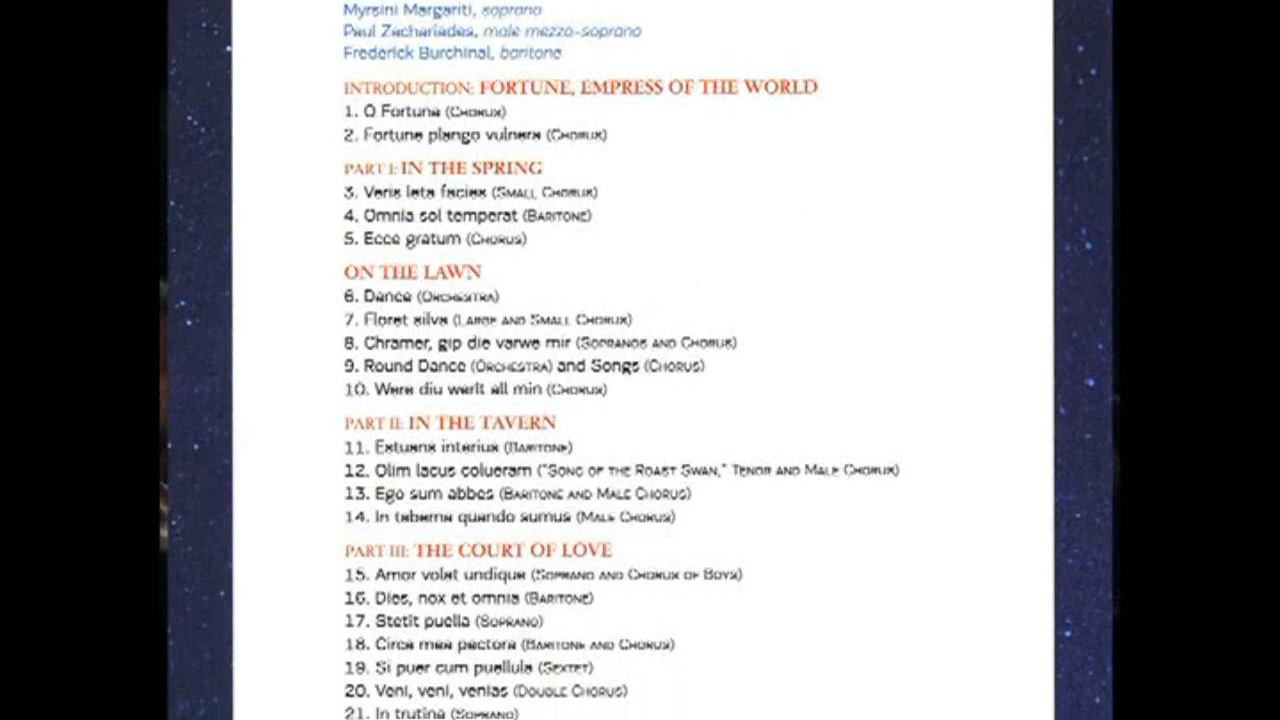 Myrsini Margariti, soprano
Paul Zachariades, male mezzo-soprano
Frederick Burchinal, baritone
INTRODUCTION: FORTUNE, EMPRESS OF THE WORLD
1. O Fortuna (CHORUS)
2. Fortune plango vulnera (CHORUS)
PART I: IN THE SPRING
3. Veris leta facies (SMALL CHORUS)
4. Omnia sol temperat (BARITONE)
5. Ecce gratum (CHORUS)
ON THE LAWN
6. Dance (ORCHESTRA)
7. Floret silva (LARGE AND SMALL CHORUS)
8. Chramer, gip die varwe mir (SOPRANOS AND CHORUS)
9. Round Dance (ORCHESTRA) and Songs (CHORUS)
10. Were diu werlt all min (CHORUS)
PART II: IN THE TAVERN
11. Estuans interius (BARITONE)
12. Olim lacus colueram ("SONG OF THE ROAST SWAN," TENOR AND MALE CHORUS)
13. Ego sum abbas (BARITONE AND MALE CHORUS)
14. In taberna quando sumus (MALE CHORUS)
PART III: THE COURT OF LOVE
15. Amor volat undique (SOPRANO AND CHORUS OF BOYS)
16. Dies, nox et omnia (BARITONE)
17. Stetit puella (SOPRANO)
18. Circa mea pectora (BARITONE AND CHORUS)
19. Si puer cum puellula (SEXTET)
20. Veni, veni, venias (DOUBLE CHORUS)
21. In trutina (SOPRANO)